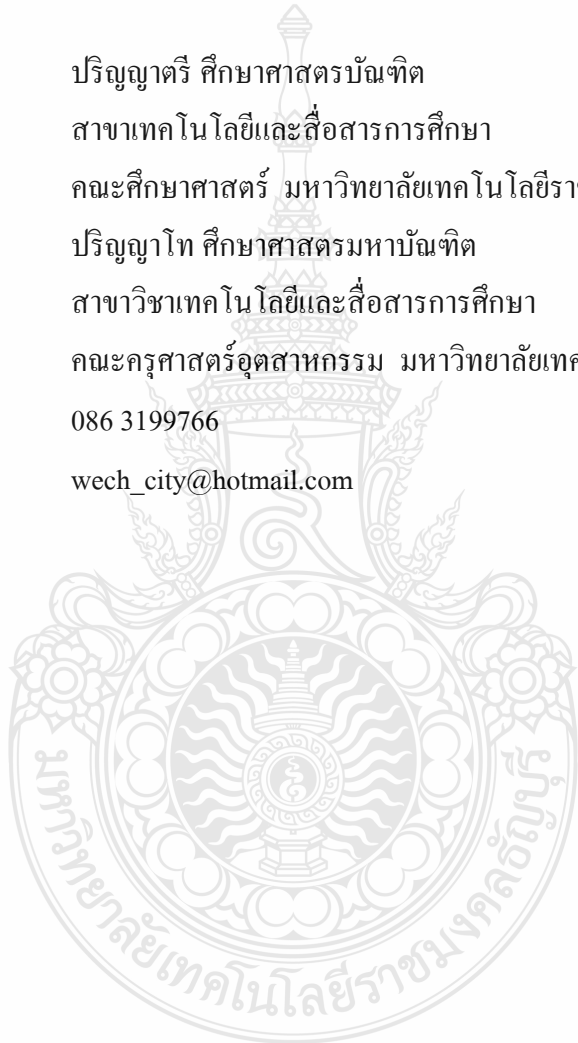 ปริญญาตรี ศึกษาศาสตรบัณฑิต
สาขาเทคโนโลยีและสื่อสารการศึกษา
คณะศึกษาศาสตร์ มหาวิทยาลัยเทคโนโลยีรา
ปริญญาโท ศึกษาศาสตรมหาบัณฑิต
สาขาวิชาเทคโนโลยีและสื่อสารการศึกษา
คณะครุศาสตร์อุตสาหกรรม มหาวิทยาลัยเทค
086 3199766
wech_city@hotmail.com
มหาวิทยาลัยเทคโนโลยีราชมงคลธัญบุรี